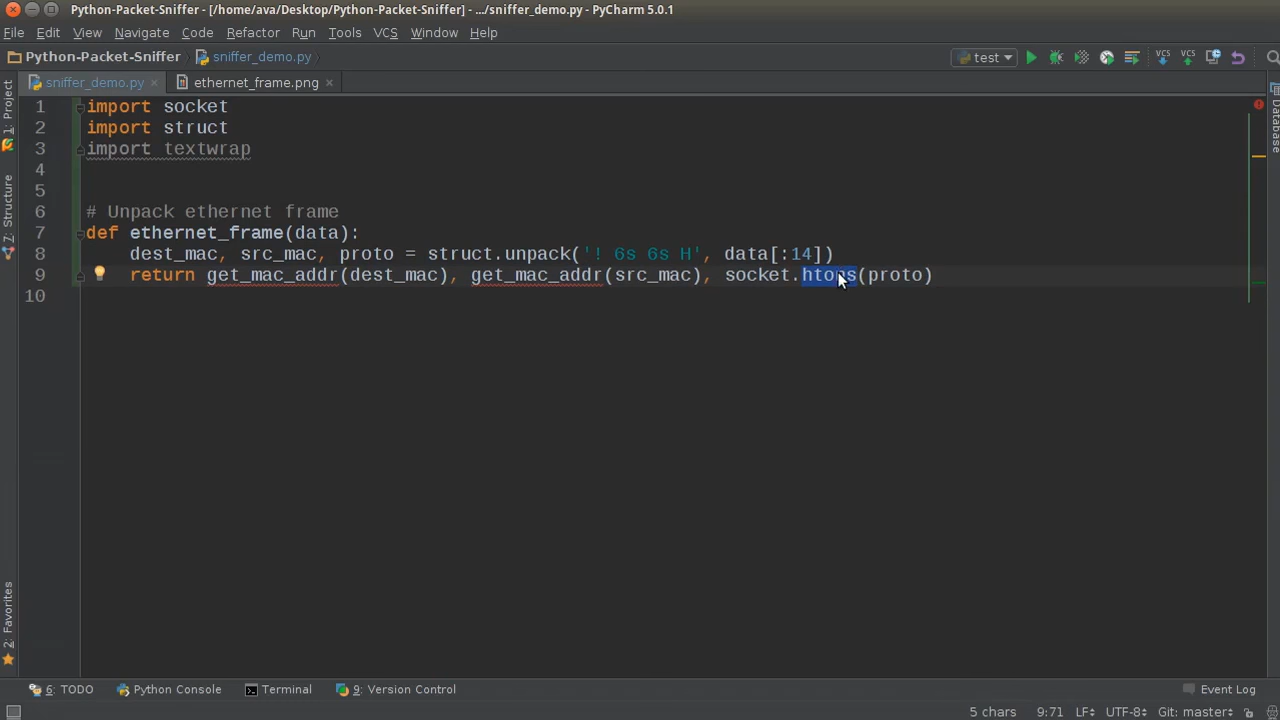 Python-Packet-Sniffer - [/home/ava/Desktop/Python-Packet-Sniffer] - .../sniffer_demo.py - PyCharm 5.0.1
File Edit View Navigate Code Refactor Run Tools VCS Window Help
Python-Packet-Sniffer sniffer_demo.py test VCS VCS
sniffer_demo.py ethernet_frame.png
1: Project
7: Structure
2: Favorites
Database
1 import socket
2 import struct
3 import textwrap
4
5
6 # Unpack ethernet frame
7 def ethernet_frame(data):
8 dest_mac, src_mac, proto = struct.unpack('! 6s 6s H', data[:14])
9 return get_mac_addr(dest_mac), get_mac_addr(src_mac), socket.htons(proto)
10
6: TODO Python Console Terminal 9: Version Control Event Log
5 chars 9:71 LF UTF-8 Git: master